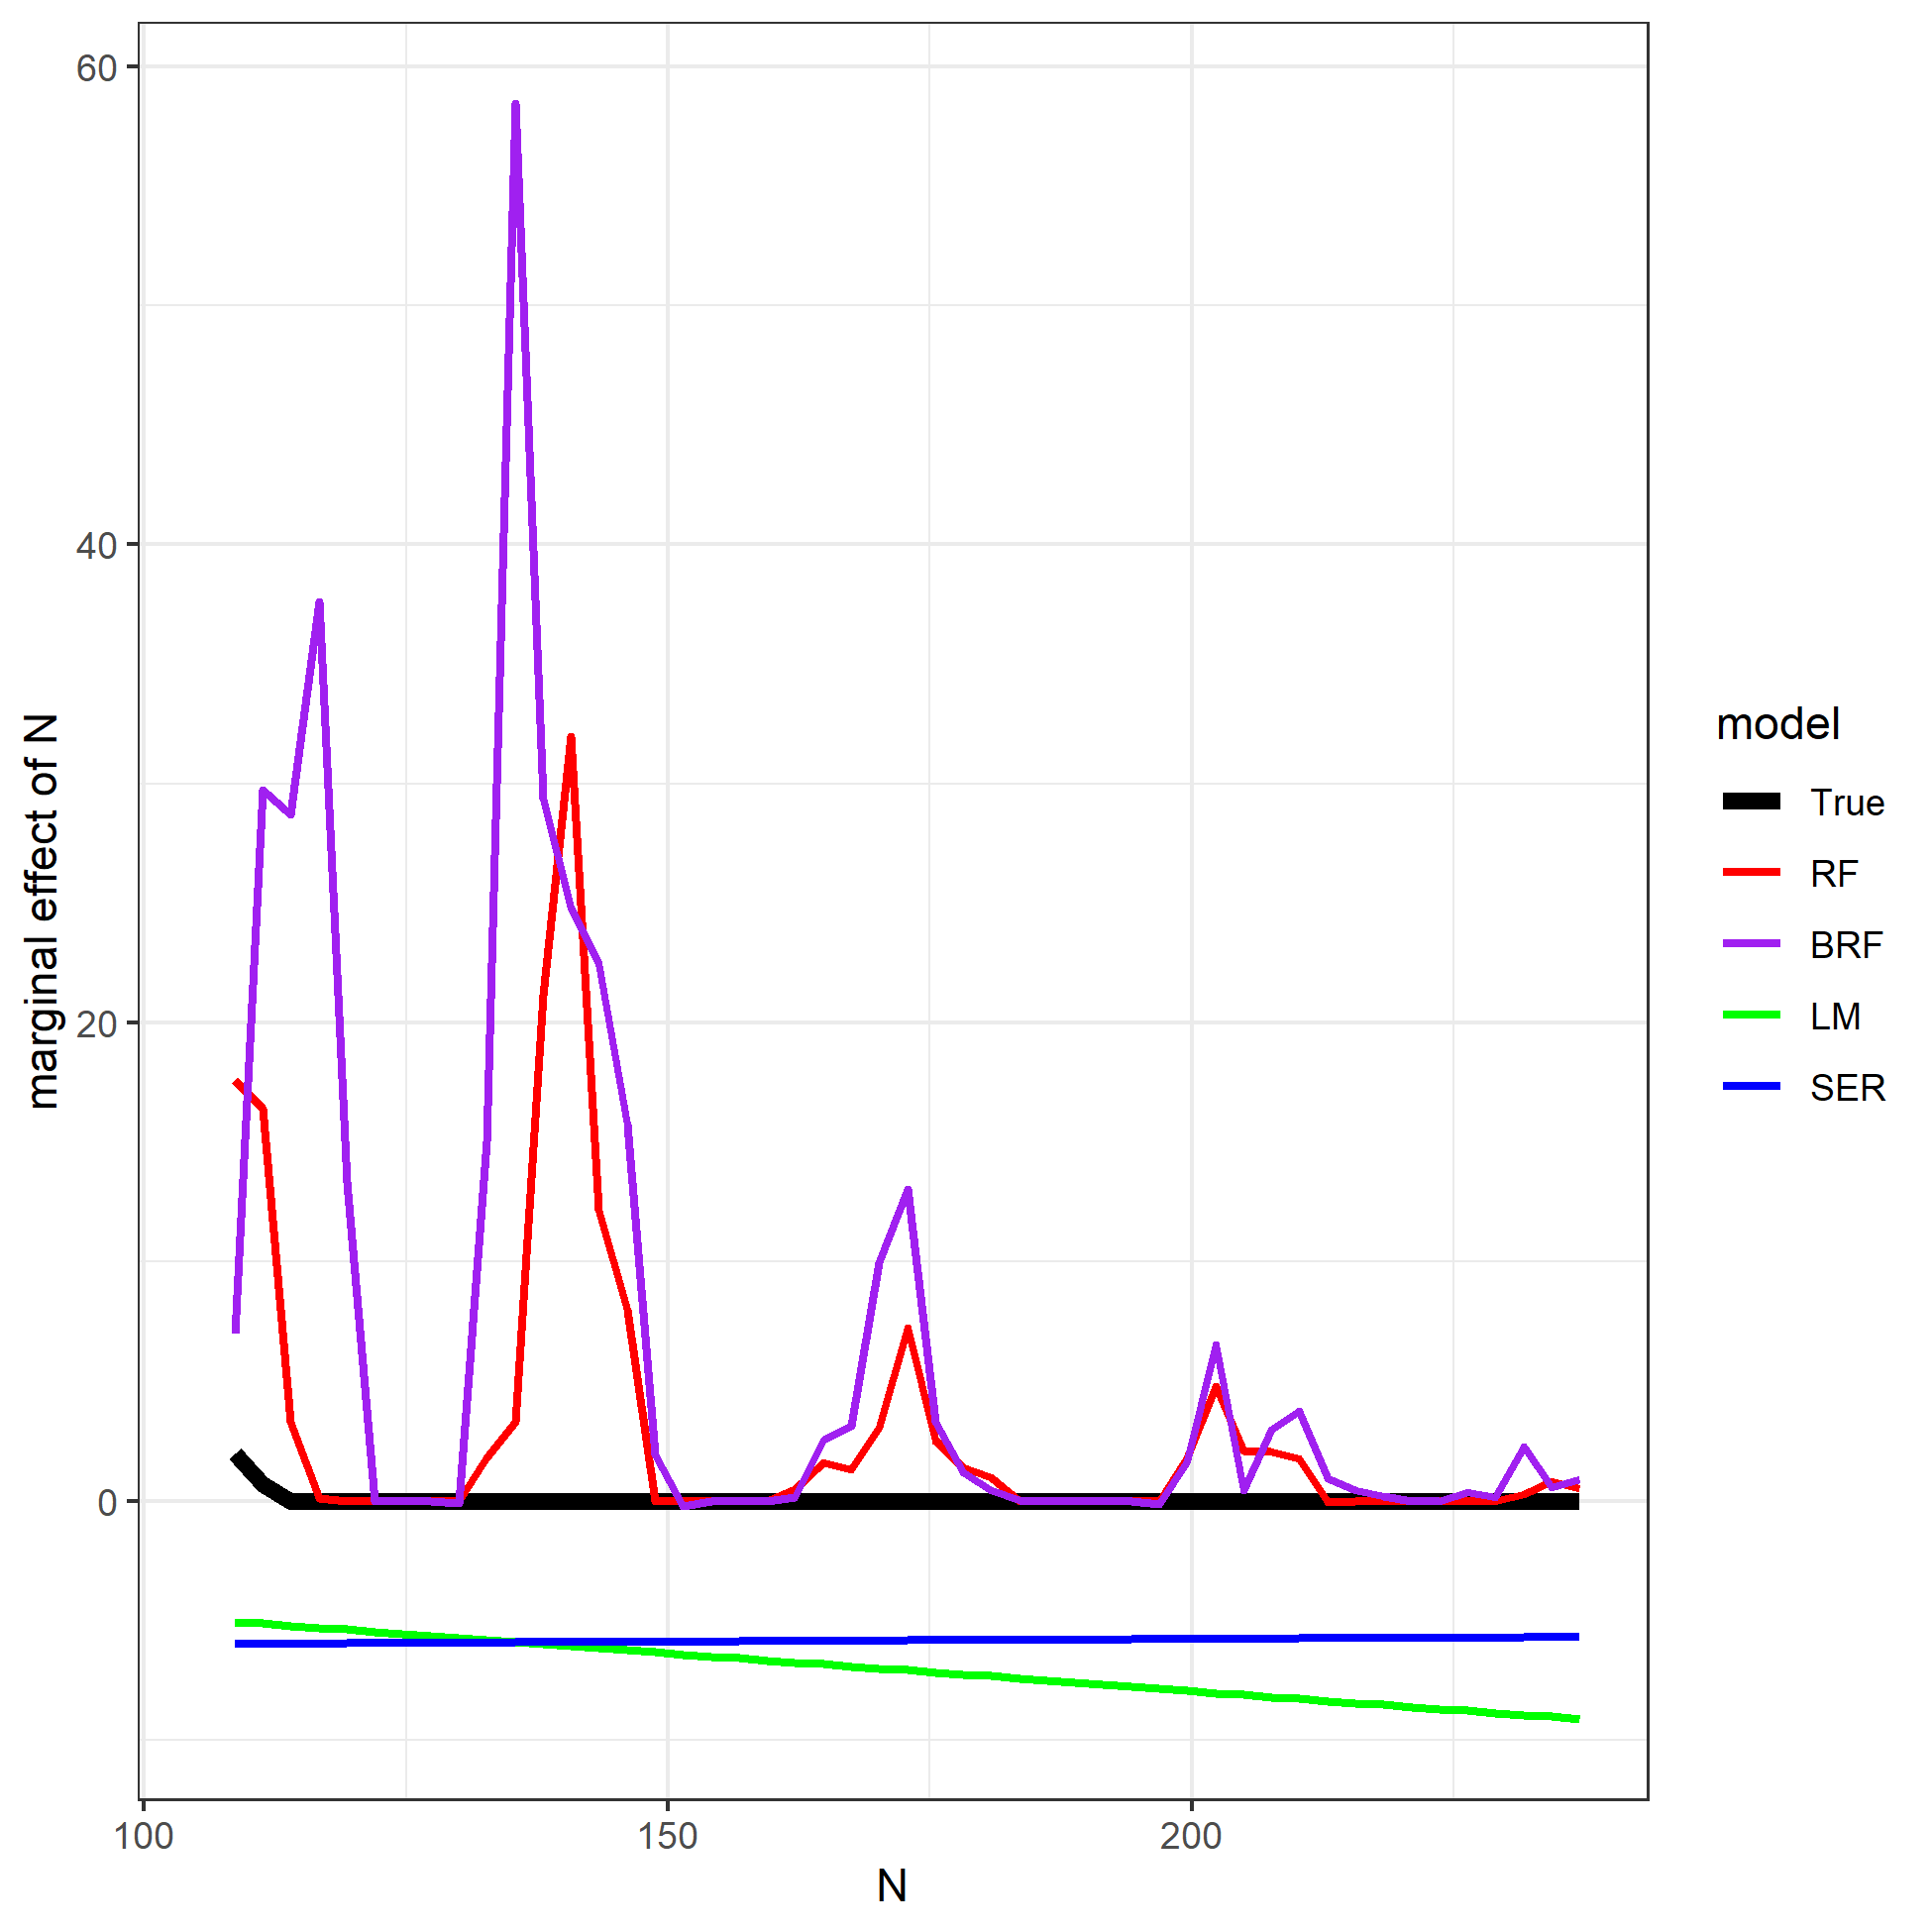 60
40
20
0
marginal effect of N
100
150
200
N
model
True
RF
BRF
LM
SER